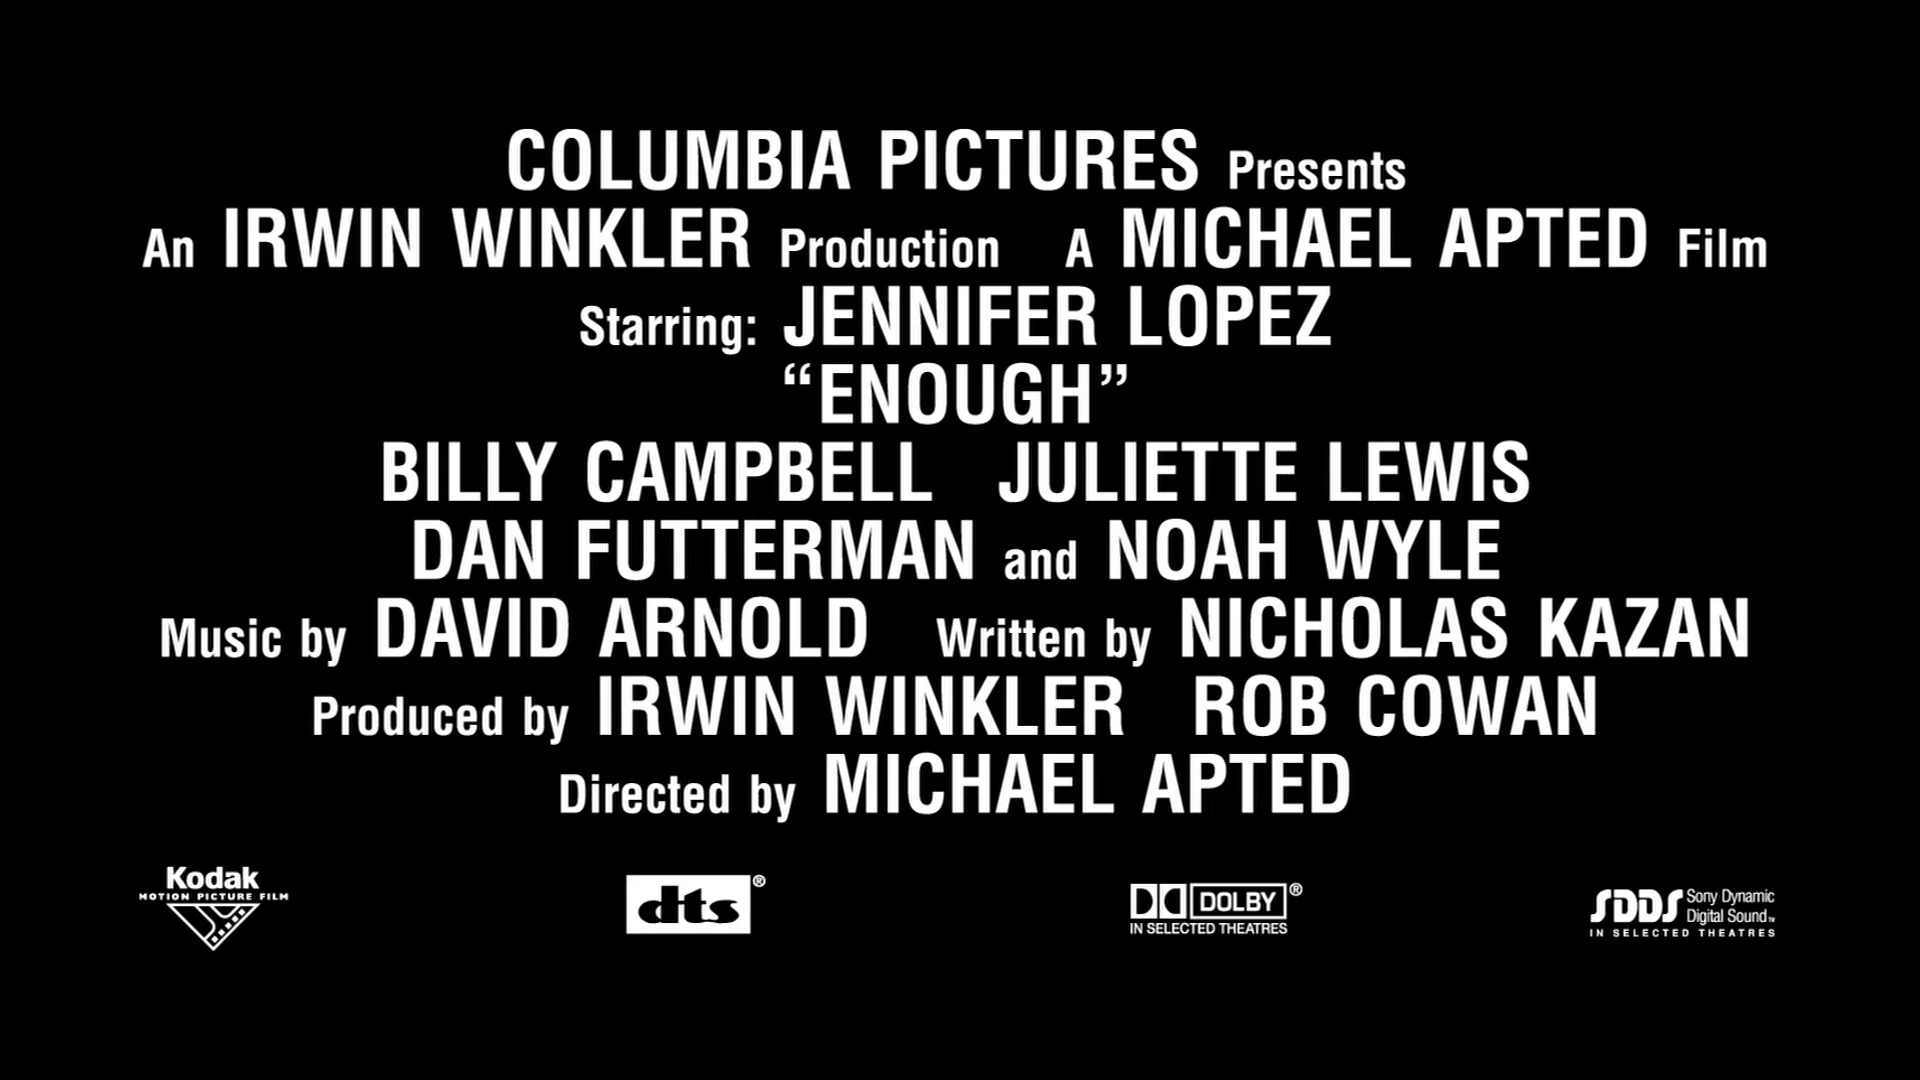 COLUMBIA PICTURES Presents
An IRWIN WINKLER Production A MICHAEL APTED Film
Starring: JENNIFER LOPEZ
“ENOUGH”
BILLY CAMPBELL JULIETTE LEWIS
DAN FUTTERMAN and NOAH WYLE
Music by DAVID ARNOLD Written by NICHOLAS KAZAN
Produced by IRWIN WINKLER ROB COWAN
Directed by MICHAEL APTED
Kodak
MOTION PICTURE FILM
dts ®
DOLBY ®
IN SELECTED THEATRES
SDDS Sony Dynamic
Digital Sound™
IN SELECTED THEATRES